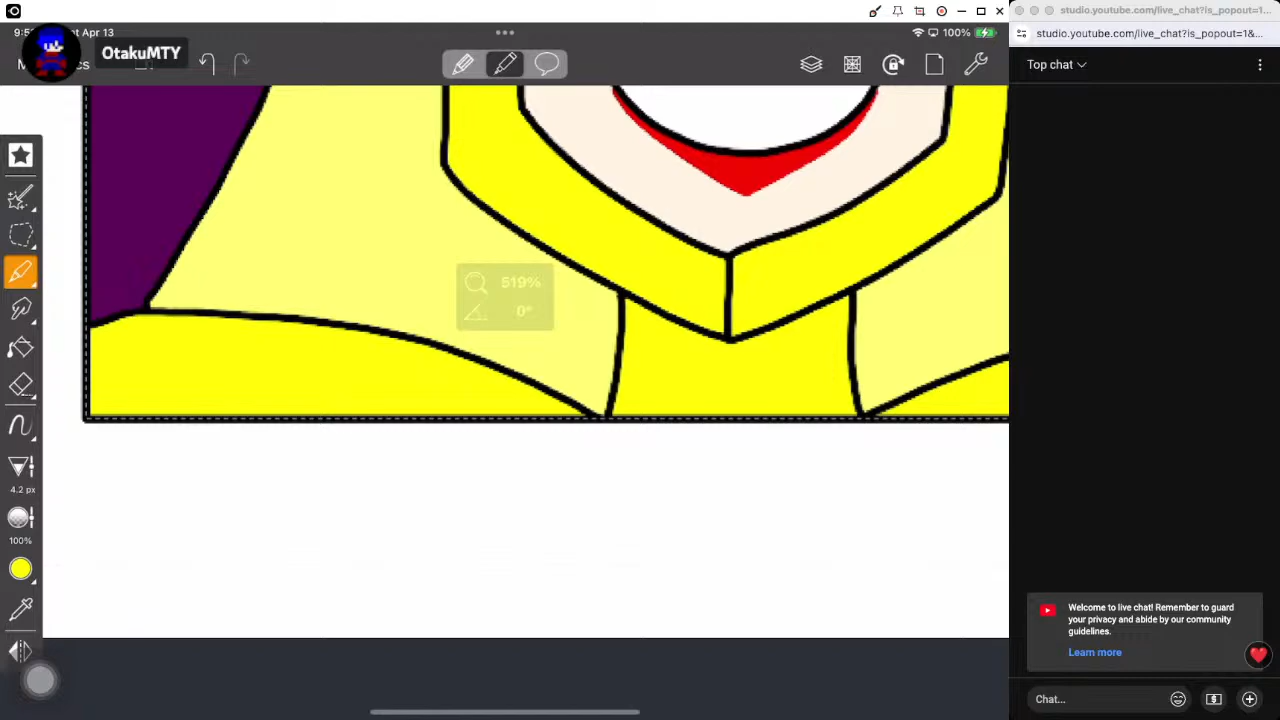 studio.youtube.com/live_chat?is_popout=1...
studio.youtube.com/live_chat?is_popout=1&...
Sat Apr 13
100%
OtakuMTY
Top chat
519%
0°
4.2 px
100%
Welcome to live chat! Remember to guard
your privacy and abide by our community
guidelines.
Learn more
Chat...